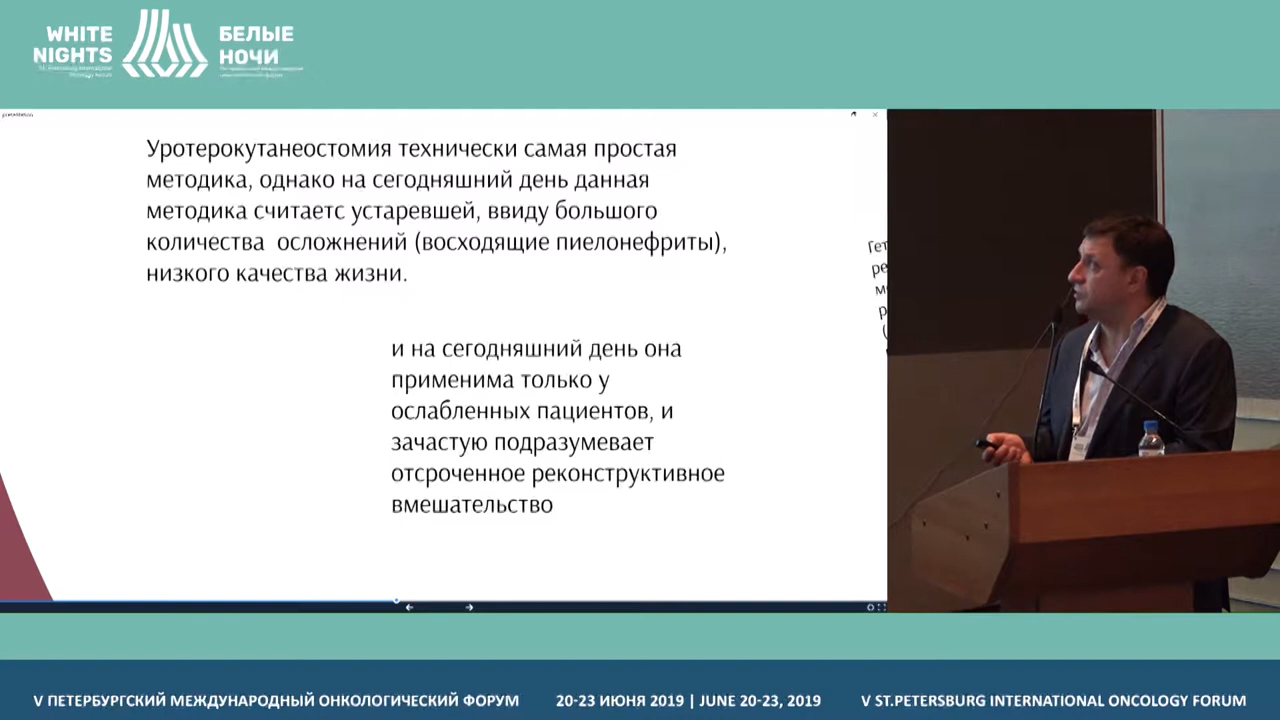 WHITE
NIGHTS
БЕЛЫЕ
НОЧИ
Уротерокутанеостомия технически самая простая
методика, однако на сегодняшний день данная
методика считаетс устаревшей, ввиду большого
количества осложнений (восходящие пиелонефриты),
низкого качества жизни.
и на сегодняшний день она
применима только у
ослабленных пациентов, и
зачастую подразумевает
отсроченное реконструктивное
вмешательство
V ПЕТЕРБУРГСКИЙ МЕЖДУНАРОДНЫЙ ОНКОЛОГИЧЕСКИЙ ФОРУМ
20-23 ИЮНЯ 2019 | JUNE 20-23, 2019
V ST.PETERSBURG INTERNATIONAL ONCOLOGY FORUM